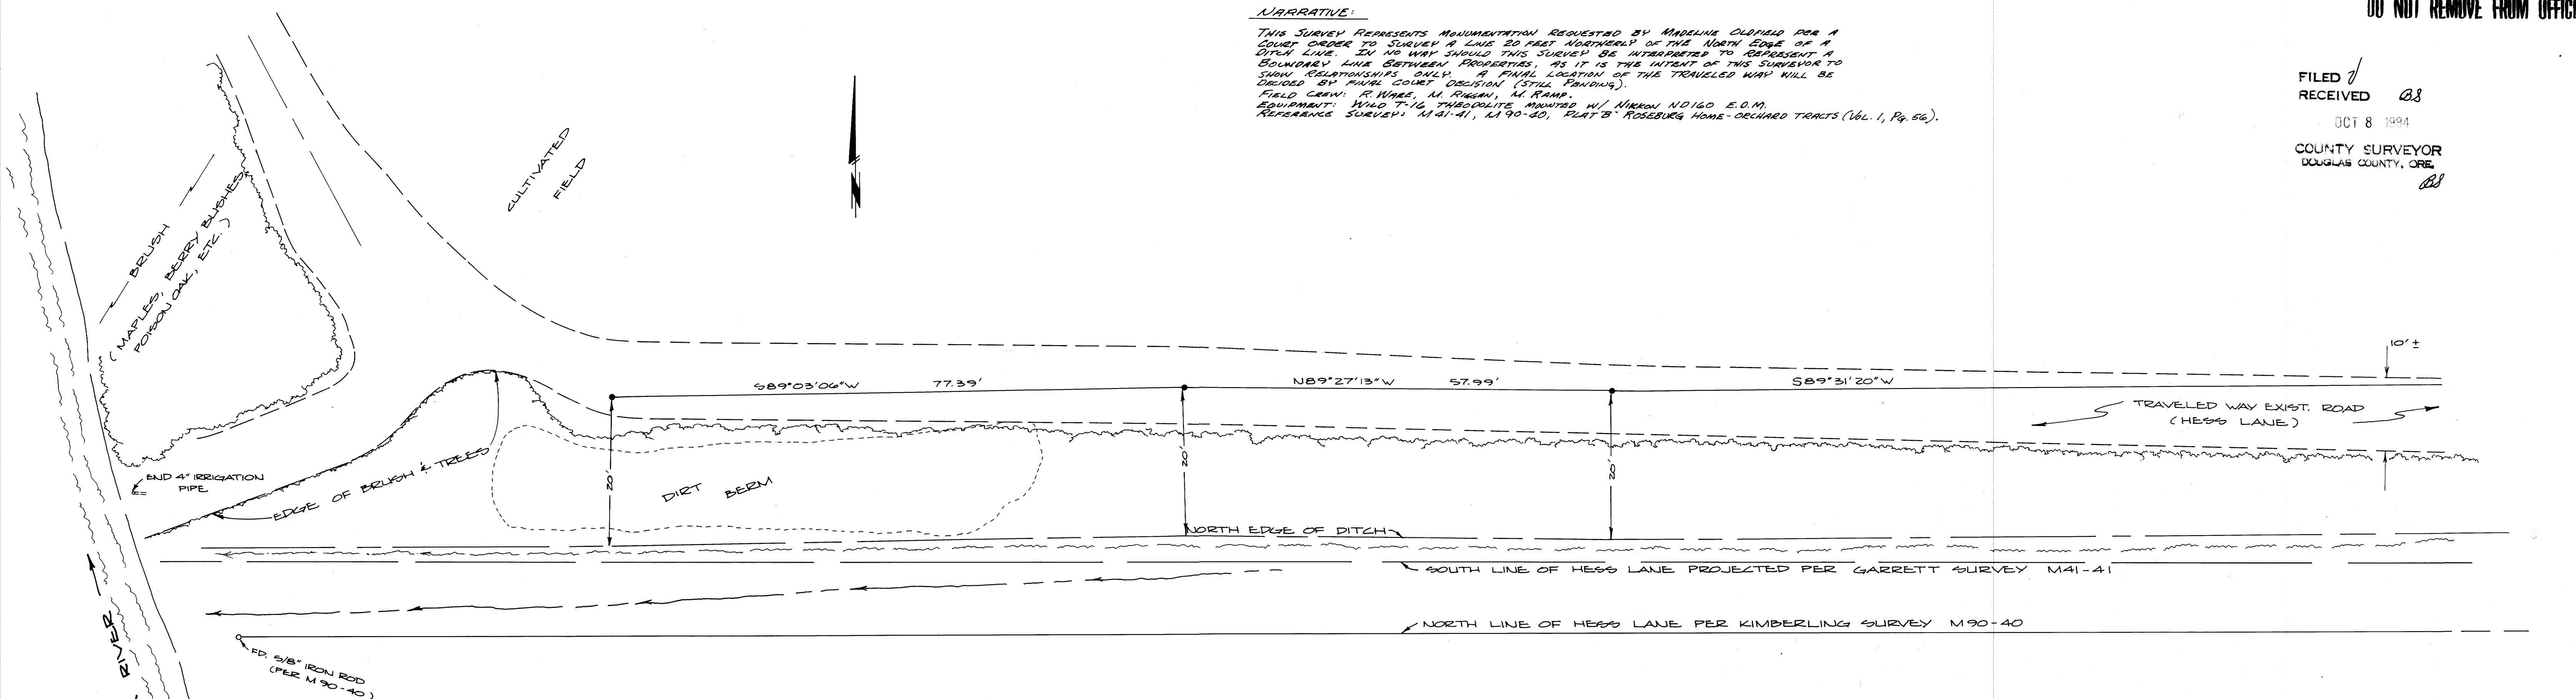 DO NOT REMOVE FROM OFFICE
NARRATIVE:
THIS SURVEY REPRESENTS MONUMENTATION REQUESTED BY MADELINE OLDFIELD PER A
COURT ORDER TO SURVEY A LINE 20 FEET NORTHERLY OF THE NORTH EDGE OF A
DITCH LINE. IN NO WAY SHOULD THIS SURVEY BE INTERPRETED TO REPRESENT A
BOUNDARY LINE BETWEEN PROPERTIES, AS IT IS THE INTENT OF THIS SURVEYOR TO
SHOW RELATIONSHIPS ONLY. A FINAL LOCATION OF THE TRAVELED WAY WILL BE
DECIDED BY FINAL COURT DECISION (STILL PENDING).
FIELD CREW: R. WARE, M. RIGGAN, M. RAMP.
EQUIPMENT: WILD T-16 THEODOLITE MOUNTED W/ NIKKON ND160 E.D.M.
REFERENCE SURVEY: M41-41, M90-40, PLAT "B" ROSEBURG HOME-ORCHARD TRACTS (VOL. 1, PG. 56).
FILED
RECEIVED BS
OCT 8 1984
COUNTY SURVEYOR
DOUGLAS COUNTY, ORE.
BS
CULTIVATED
FIELD
N
BRUSH
(MAPLES, BERRY BUSHES,
POISON OAK, ETC.)
10' ±
S89°03'06"W 77.39'
N89°27'13"W 57.99'
S89°31'20"W
TRAVELED WAY EXIST. ROAD
(HESS LANE)
END 4" IRRIGATION
PIPE
EDGE OF BRUSH & TREES
DIRT BERM
20'
20'
20'
NORTH EDGE OF DITCH
SOUTH LINE OF HESS LANE PROJECTED PER GARRETT SURVEY M41-41
NORTH LINE OF HESS LANE PER KIMBERLING SURVEY M90-40
RIVER
FD. 5/8" IRON ROD
(PER M90-40)